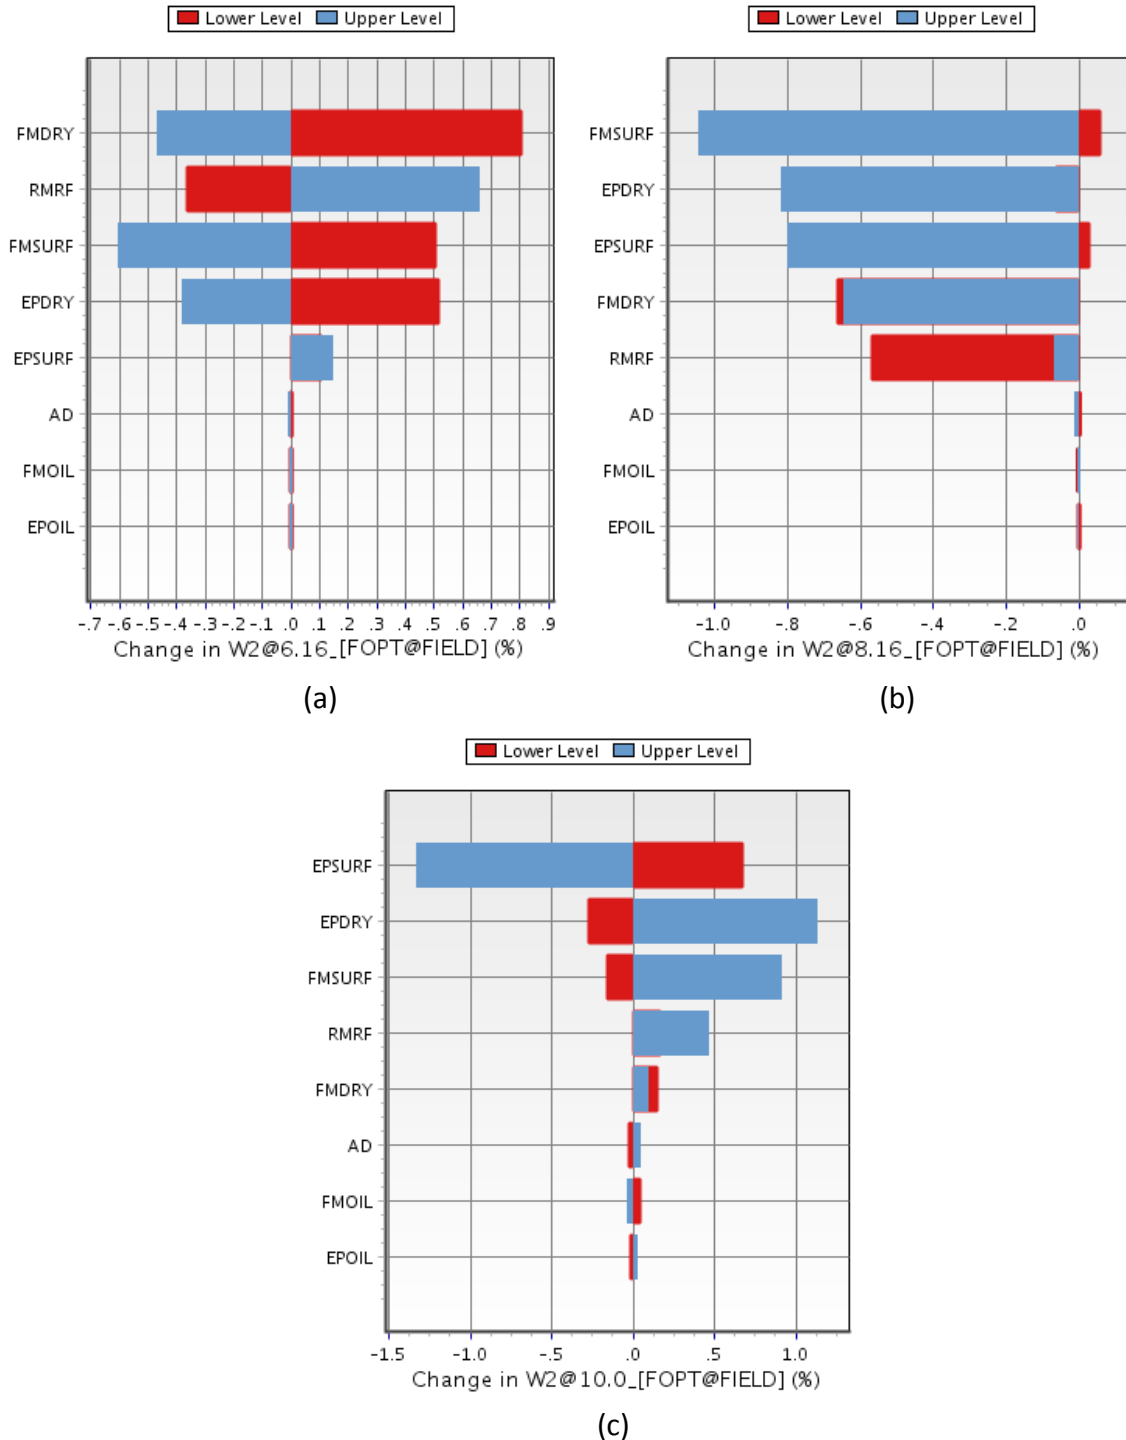 Lower Level Upper Level
FMDRY
RMRF
FMSURF
EPDRY
EPSURF
AD
FMOIL
EPOIL
-.7 -.6 -.5 -.4 -.3 -.2 -.1 .0 .1 .2 .3 .4 .5 .6 .7 .8 .9
Change in W2@6.16_[FOPT@FIELD] (%)
(a)
Lower Level Upper Level
FMSURF
EPDRY
EPSURF
FMDRY
RMRF
AD
FMOIL
EPOIL
-1.0 -.8 -.6 -.4 -.2 .0
Change in W2@8.16_[FOPT@FIELD] (%)
(b)
Lower Level Upper Level
EPSURF
EPDRY
FMSURF
RMRF
FMDRY
AD
FMOIL
EPOIL
-1.5 -1.0 -.5 .0 .5 1.0
Change in W2@10.0_[FOPT@FIELD] (%)
(c)